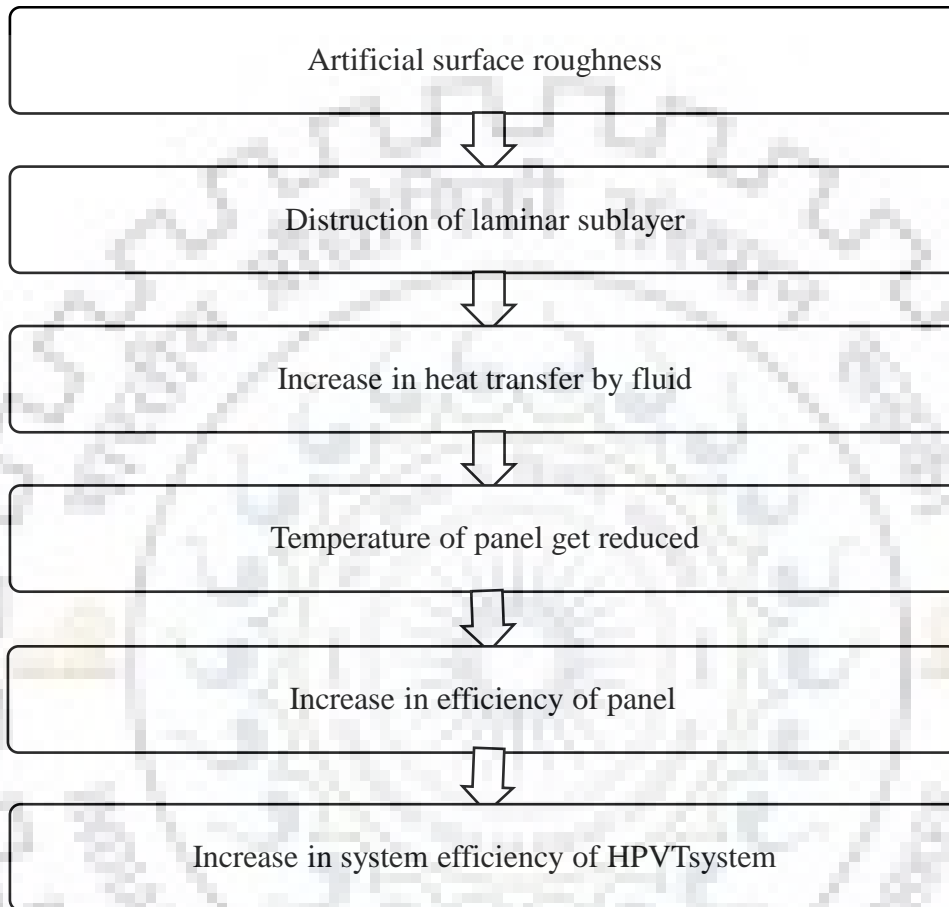 Artificial surface roughness
Distruction of laminar sublayer
Increase in heat transfer by fluid
Temperature of panel get reduced
Increase in efficiency of panel
Increase in system efficiency of HPVTsystem